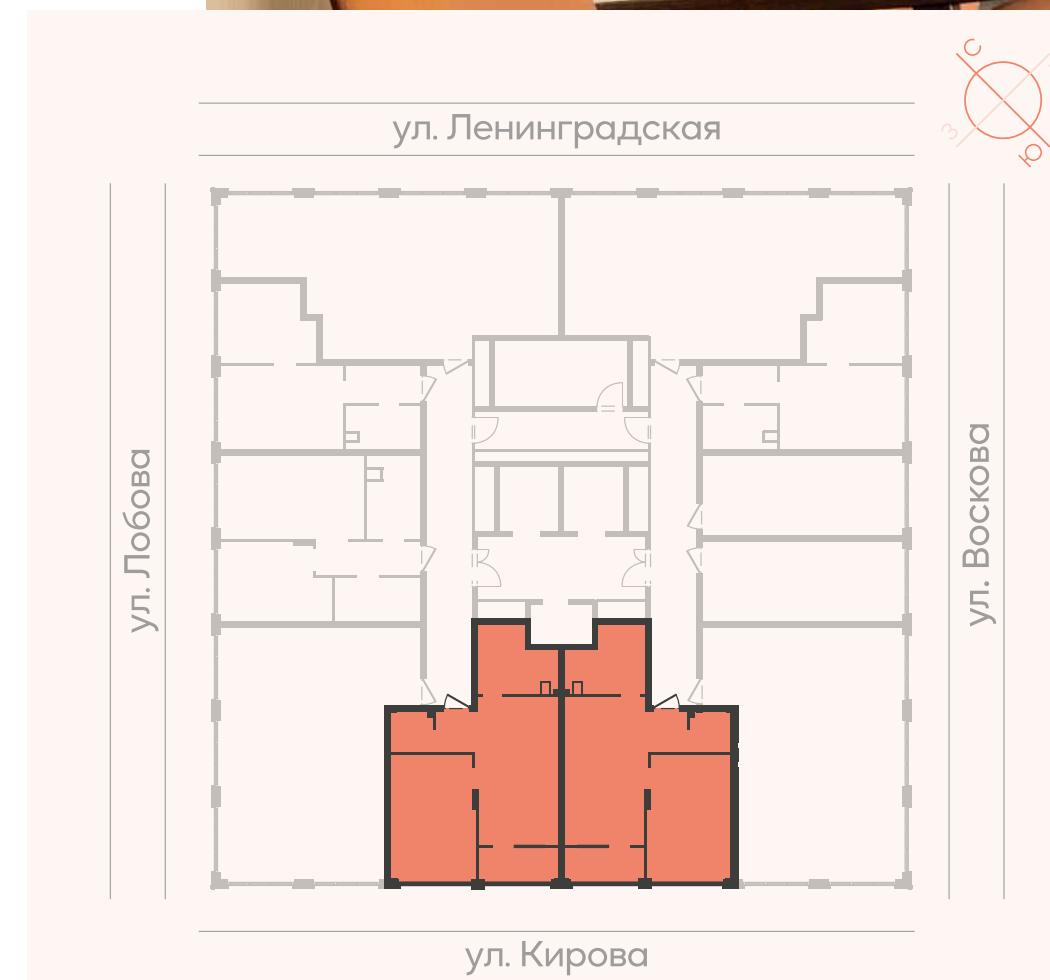 С
ул. Ленинградская
З
Ю
ул. Лобова
ул. Воскова
ул. Кирова